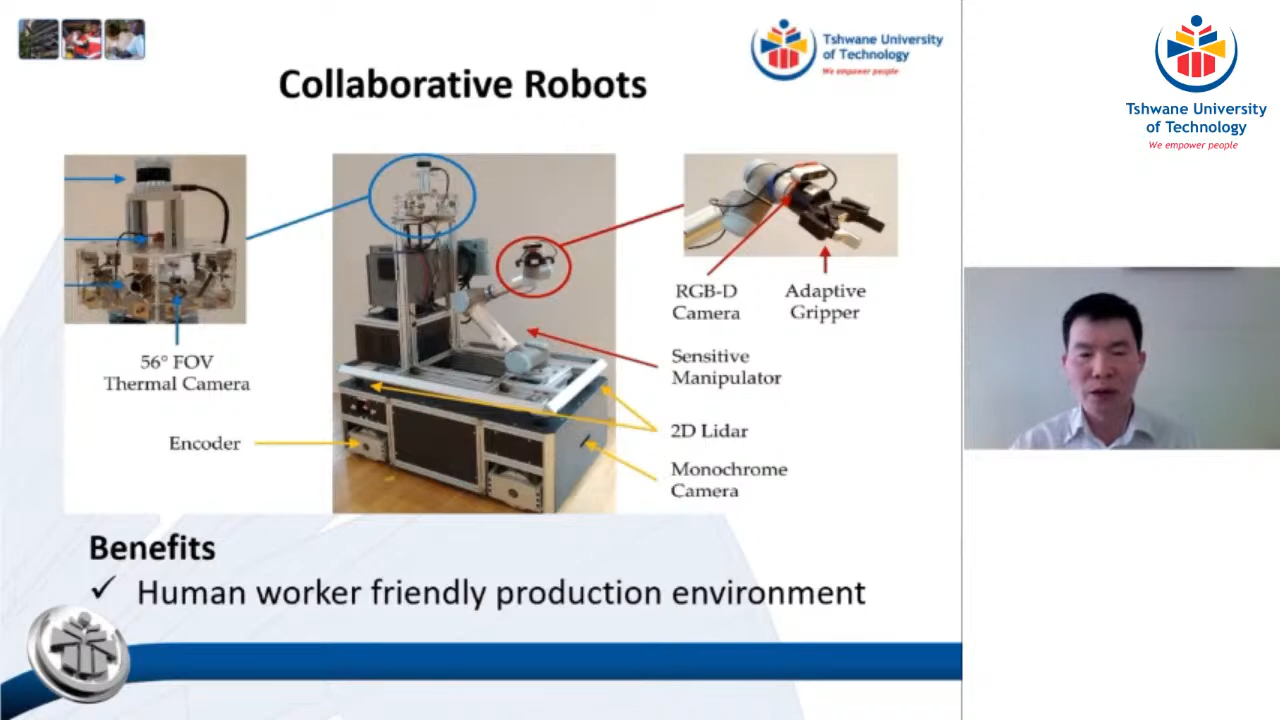 Tshwane University
of Technology
We empower people
Collaborative Robots
Tshwane University
of Technology
We empower people
RGB-D
Camera
Adaptive
Gripper
56° FOV
Thermal Camera
Sensitive
Manipulator
Encoder
2D Lidar
Monochrome
Camera
Benefits
✓ Human worker friendly production environment